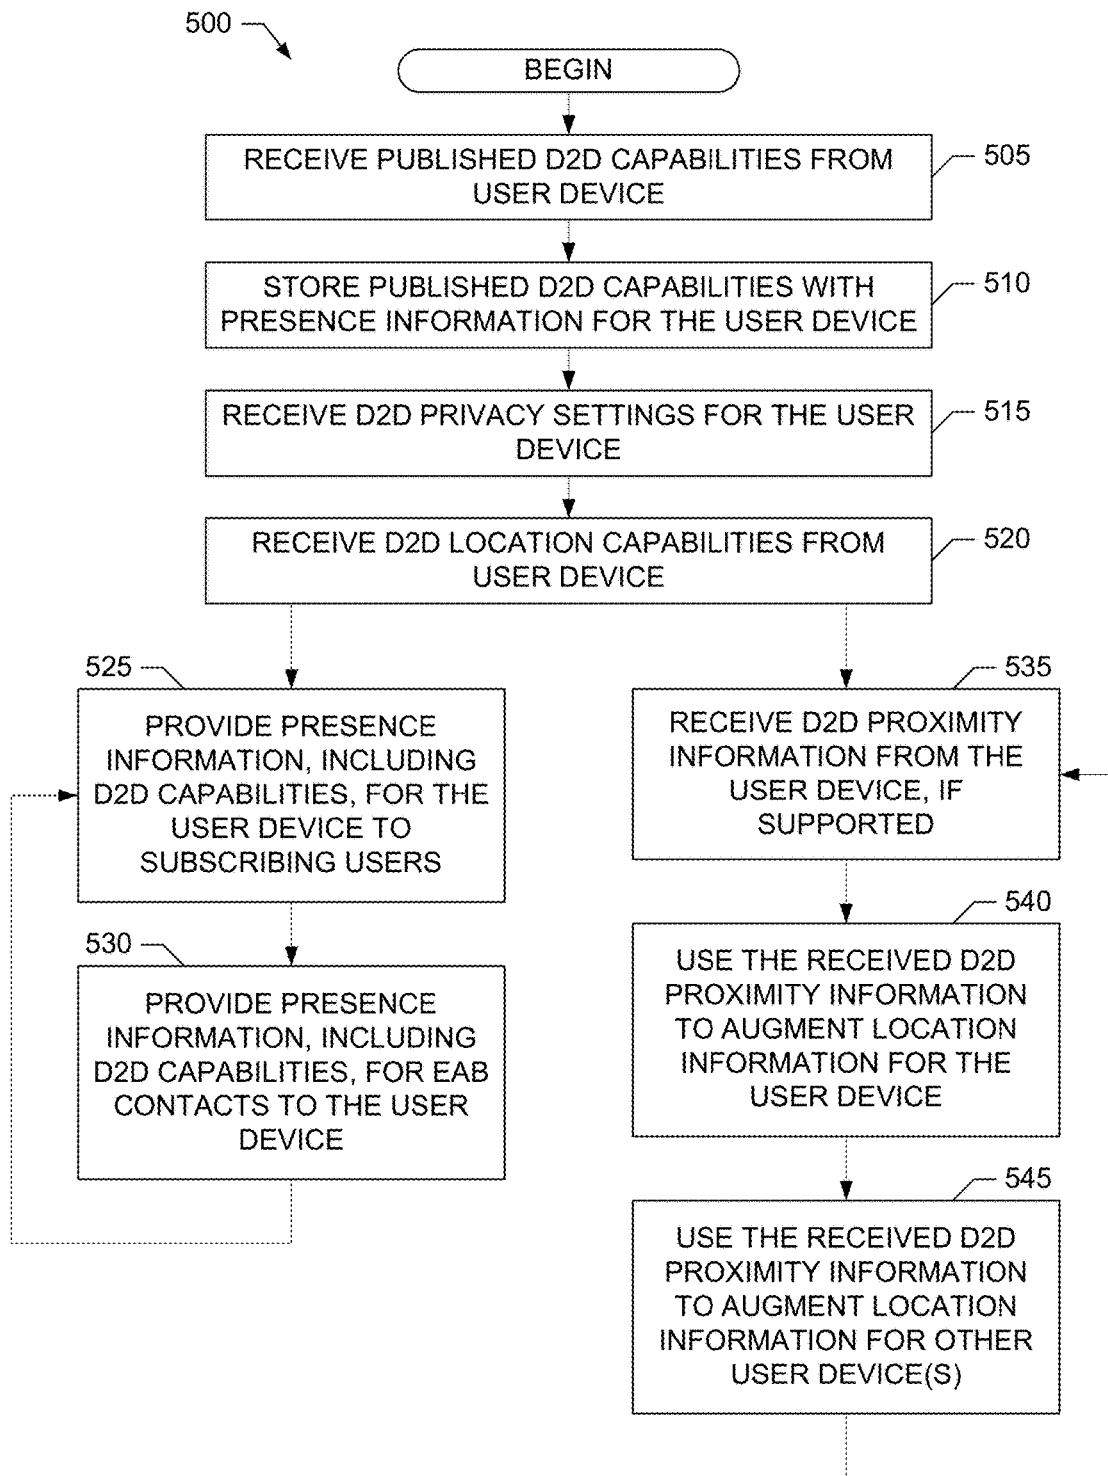 500
BEGIN
RECEIVE PUBLISHED D2D CAPABILITIES FROM
USER DEVICE
505
STORE PUBLISHED D2D CAPABILITIES WITH
PRESENCE INFORMATION FOR THE USER DEVICE
510
RECEIVE D2D PRIVACY SETTINGS FOR THE USER
DEVICE
515
RECEIVE D2D LOCATION CAPABILITIES FROM
USER DEVICE
520
525
PROVIDE PRESENCE
INFORMATION, INCLUDING
D2D CAPABILITIES, FOR THE
USER DEVICE TO
SUBSCRIBING USERS
530
PROVIDE PRESENCE
INFORMATION, INCLUDING
D2D CAPABILITIES, FOR EAB
CONTACTS TO THE USER
DEVICE
535
RECEIVE D2D PROXIMITY
INFORMATION FROM THE
USER DEVICE, IF
SUPPORTED
540
USE THE RECEIVED D2D
PROXIMITY INFORMATION
TO AUGMENT LOCATION
INFORMATION FOR THE
USER DEVICE
545
USE THE RECEIVED D2D
PROXIMITY INFORMATION
TO AUGMENT LOCATION
INFORMATION FOR OTHER
USER DEVICE(S)